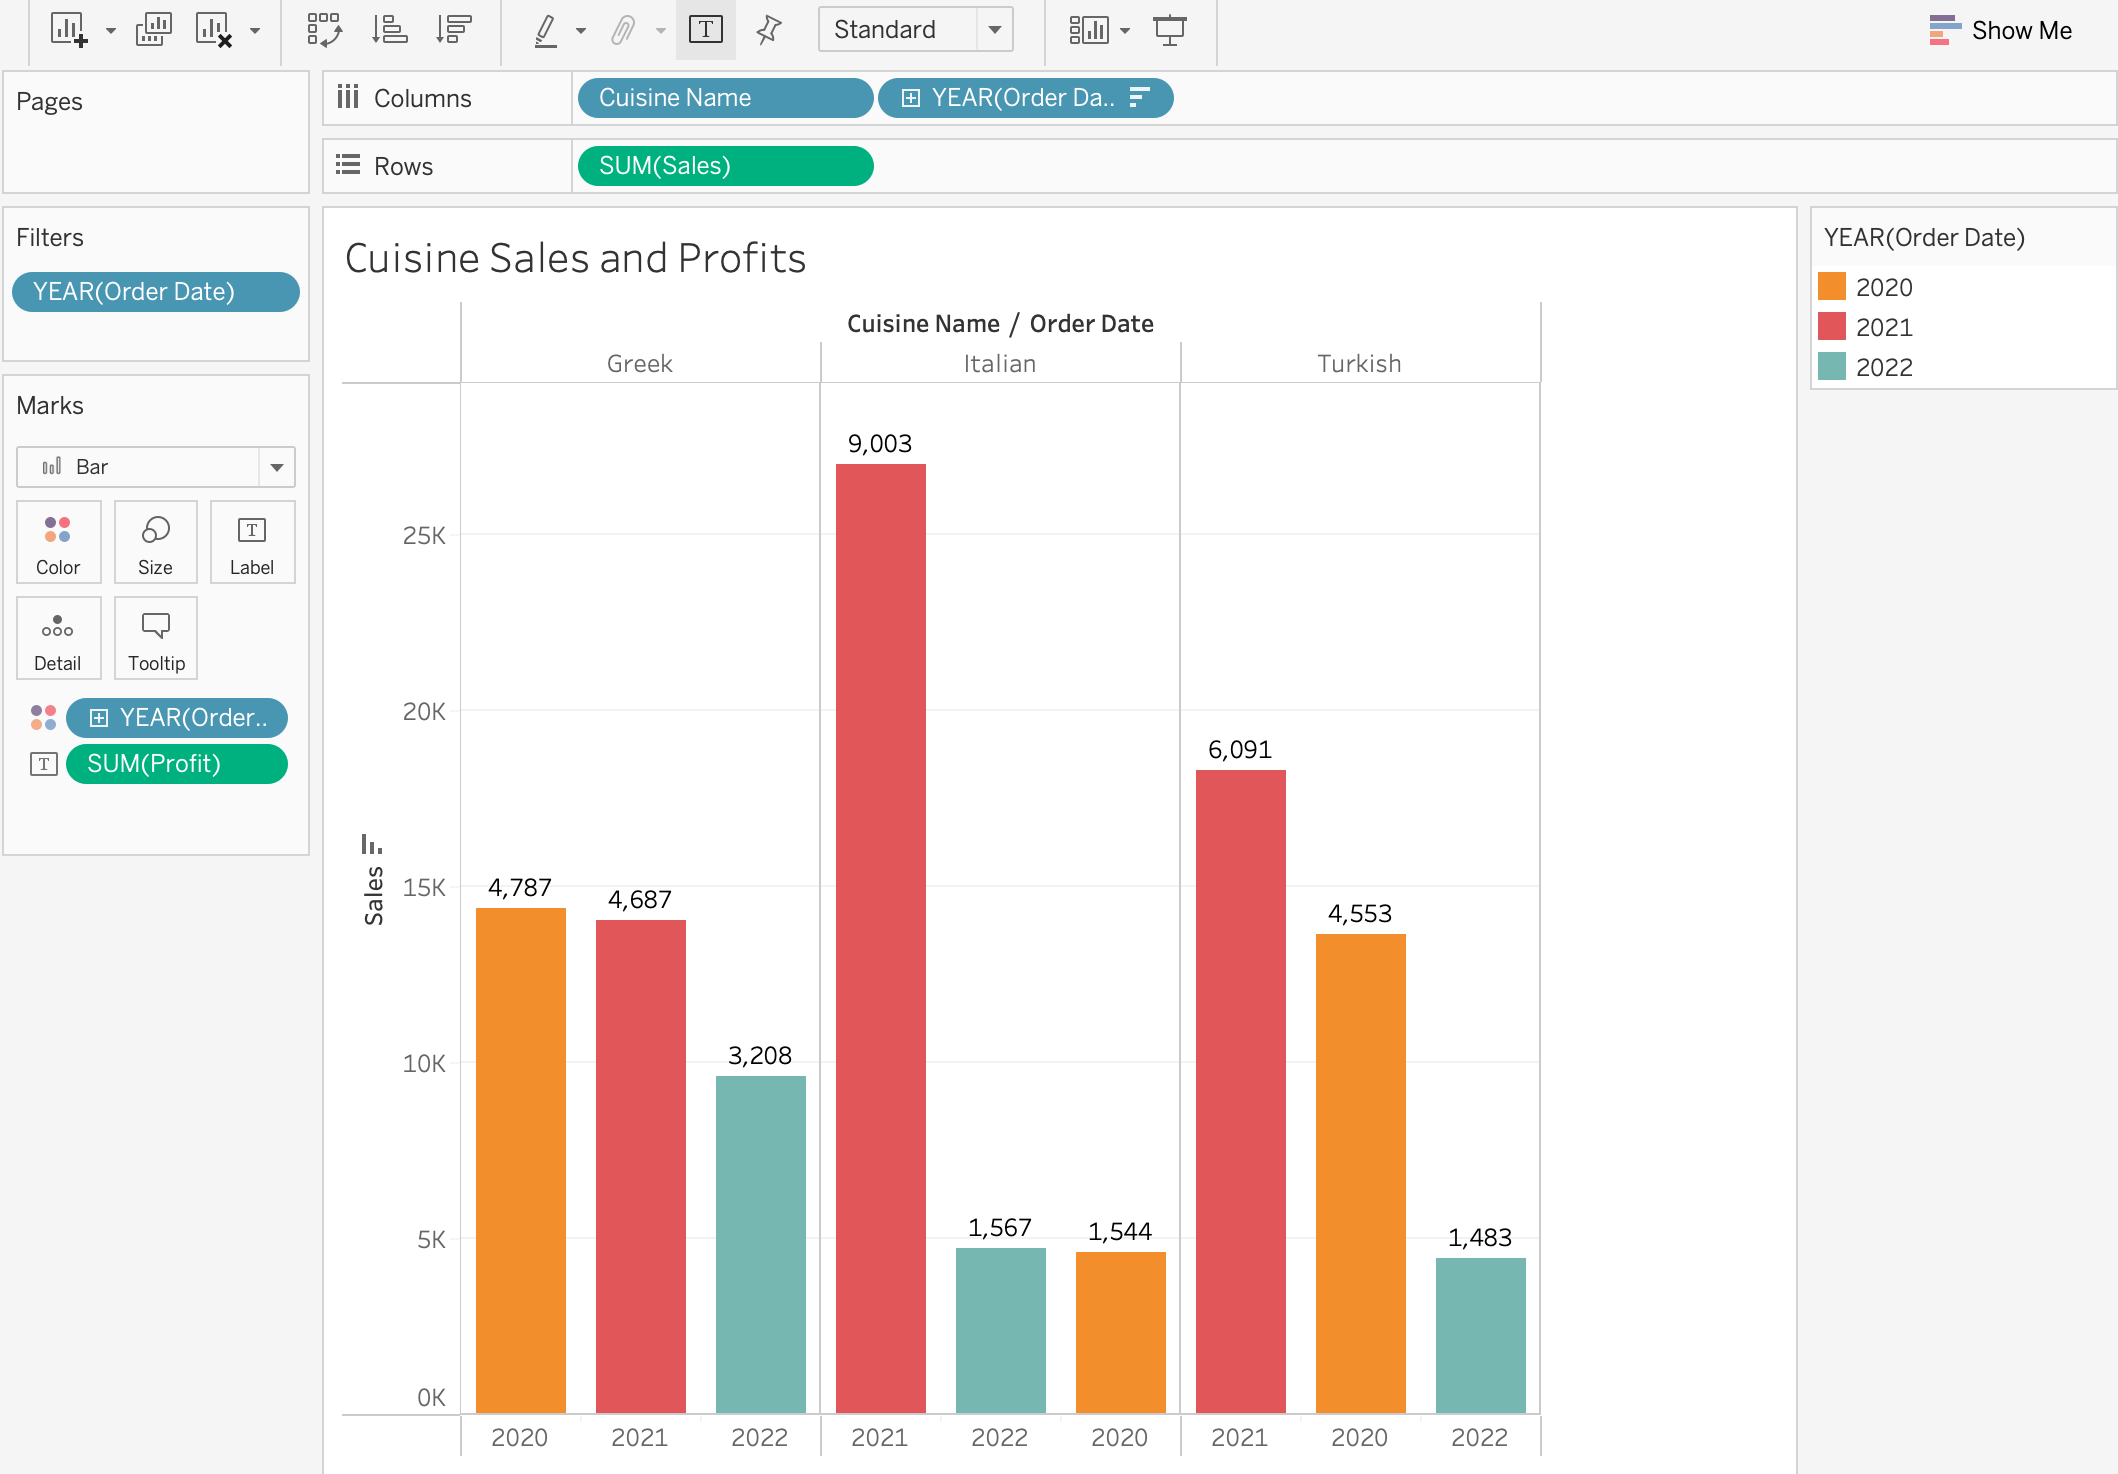 T
Standard
Show Me
Pages
Columns
Cuisine Name
YEAR(Order Da..
Rows
SUM(Sales)
Filters
YEAR(Order Date)
Marks
Bar
Color
Size
T
Label
Detail
Tooltip
YEAR(Order..
T
SUM(Profit)
Cuisine Sales and Profits
Cuisine Name / Order Date
Greek Italian Turkish
9,003
25K
20K
6,091
4,787
15K
4,687
4,553
Sales
3,208
10K
1,567
1,544
5K
1,483
0K
2020 2021 2022 2021 2022 2020 2021 2020 2022
YEAR(Order Date)
2020
2021
2022